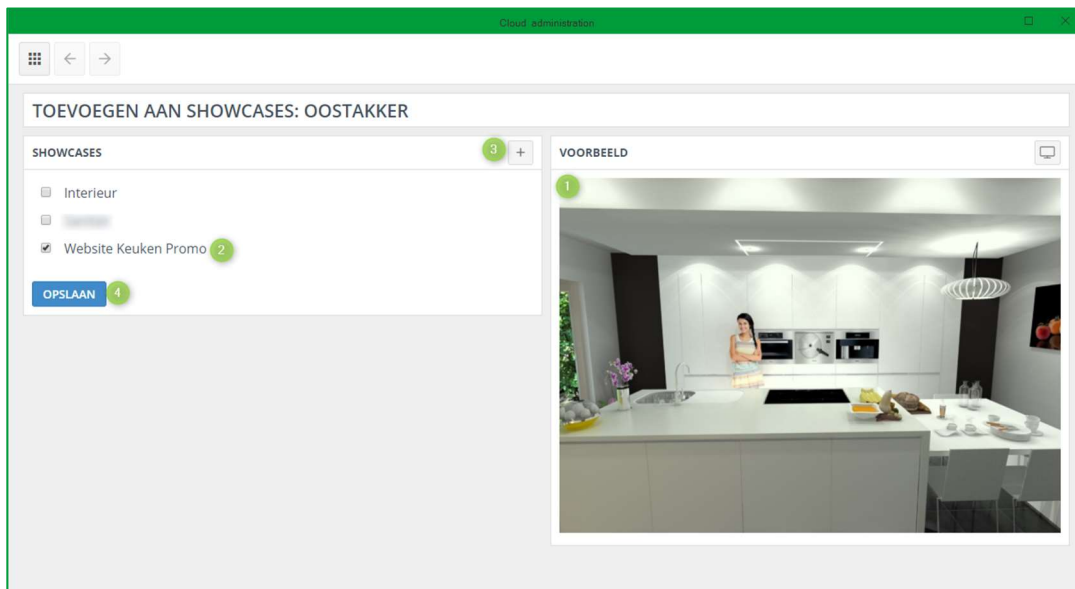 Cloud administration
TOEVOEGEN AAN SHOWCASES: OOSTAKKER
SHOWCASES
3
+
Interieur
Website Keuken Promo 2
OPSLAAN 4
VOORBEELD
1